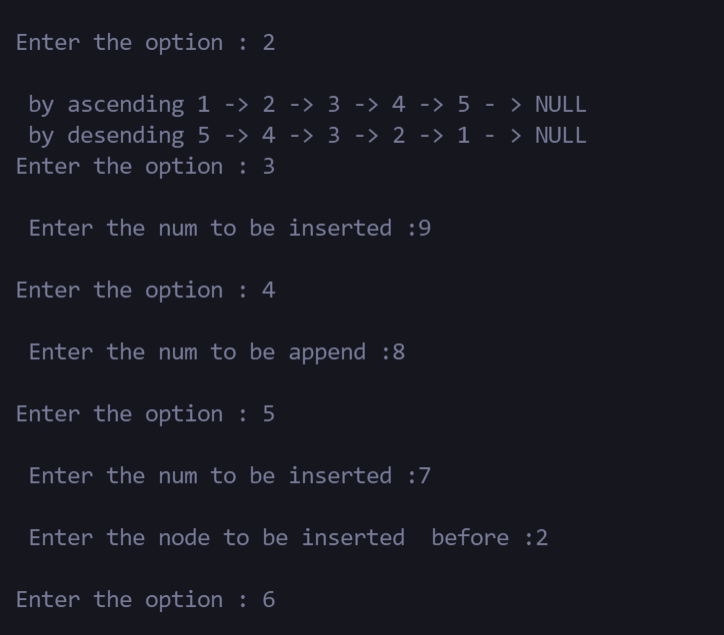 Enter the option : 2
by ascending 1 -> 2 -> 3 -> 4 -> 5 - > NULL
by desending 5 -> 4 -> 3 -> 2 -> 1 - > NULL
Enter the option : 3
Enter the num to be inserted :9
Enter the option : 4
Enter the num to be append :8
Enter the option : 5
Enter the num to be inserted :7
Enter the node to be inserted  before :2
Enter the option : 6